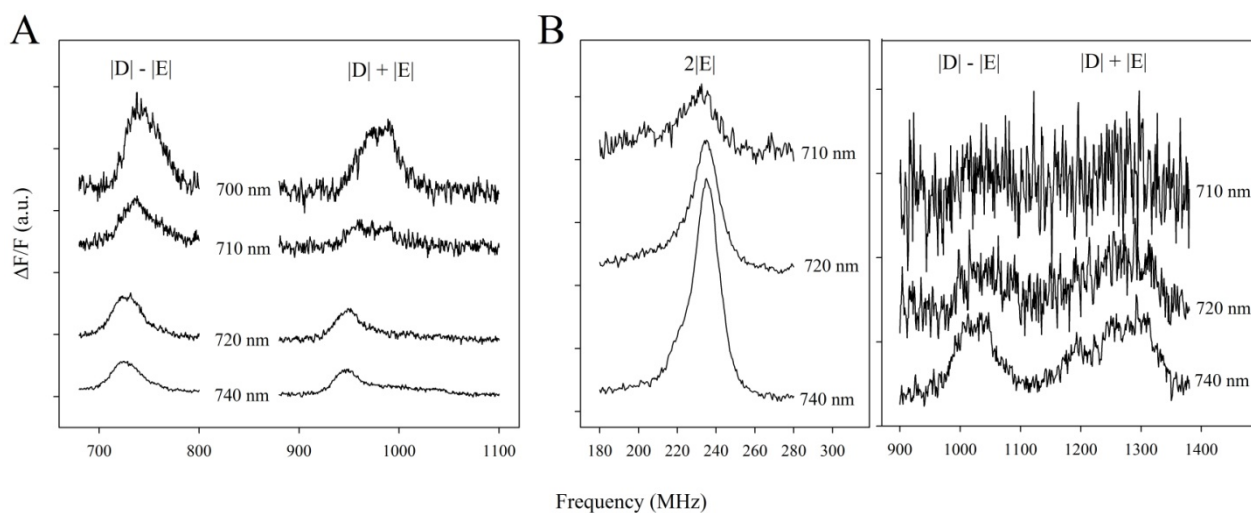 A
|D| - |E|
|D| + |E|
700 nm
710 nm
720 nm
740 nm
700
800
900
1000
1100
ΔF/F (a.u.)
B
2|E|
710 nm
720 nm
740 nm
180
200
220
240
260
280
300
|D| - |E|
|D| + |E|
710 nm
720 nm
740 nm
900
1000
1100
1200
1300
1400
Frequency (MHz)